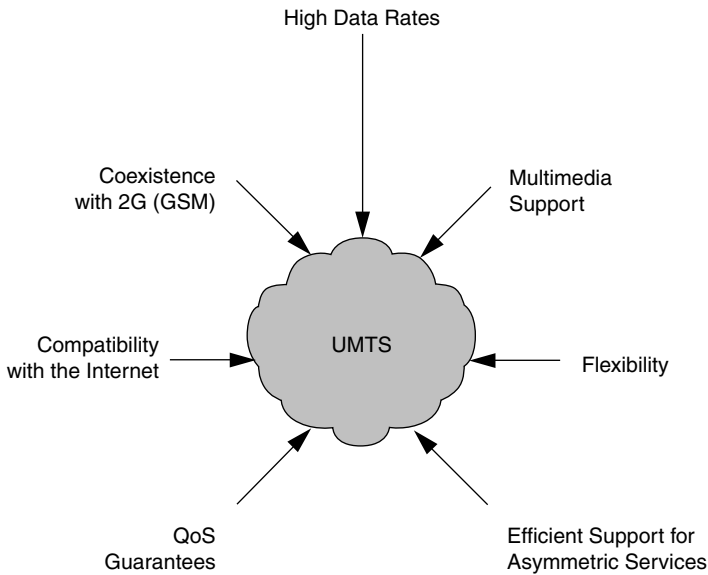 High Data Rates
Coexistence
with 2G (GSM)
Multimedia
Support
Compatibility
with the Internet
UMTS
Flexibility
QoS
Guarantees
Efficient Support for
Asymmetric Services